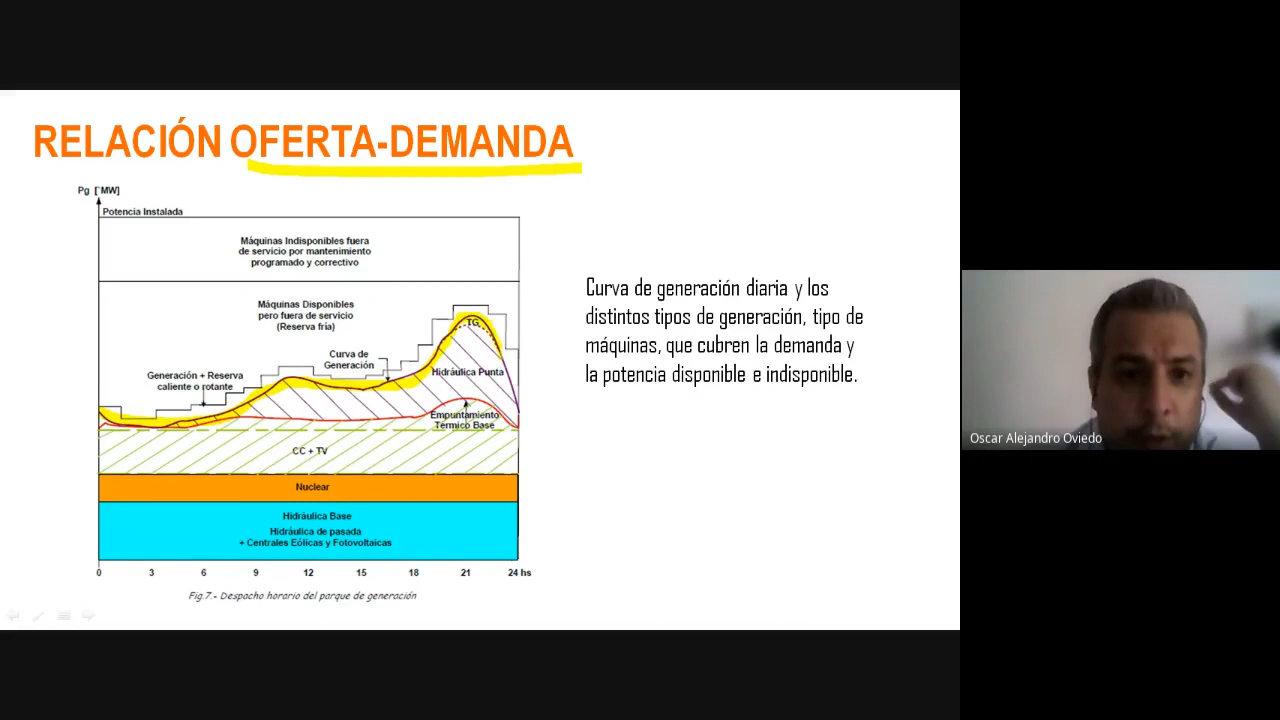 RELACIÓN OFERTA-DEMANDA
Pg [`MW]
Potencia Instalada
Máquinas Indisponibles fuera
de servicio por mantenimiento
programado y correctivo
Máquinas Disponibles
pero fuera de servicio
(Reserva fría)
TG
Curva de
Generación
Hidráulica Punta
Generación + Reserva
caliente o rotante
Empuntamiento
Térmico Base
CC + TV
Nuclear
Hidráulica Base
Hidráulica de pasada
+ Centrales Eólicas y Fotovoltaicas
0 3 6 9 12 15 18 21 24 hs
Fig.7.- Despacho horario del parque de generación
Curva de generación diaria y los
distintos tipos de generación, tipo de
máquinas, que cubren la demanda y
la potencia disponible e indisponible.
Oscar Alejandro Oviedo